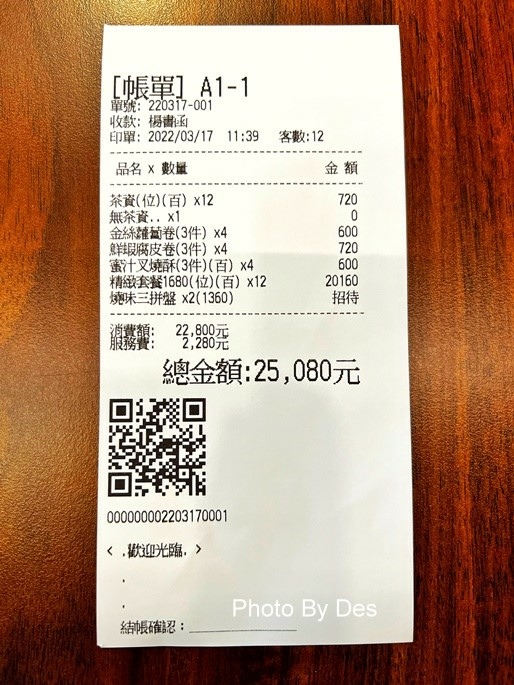 [帳單] A1-1
單號: 220317-001
收款: 楊書函
印單: 2022/03/17 11:39 客數:12
品名 x 數量 金 額
茶資(位)(百) x12 720
無茶資.. x1 0
金絲蘿蔔卷(3件) x4 600
鮮蝦腐皮卷(3件) x4 720
蜜汁叉燒酥(3件)(百) x4 600
精緻套餐1680(位)(百) x12 20160
燒味三拼盤 x2(1360) 招待
消費額: 22,800元
服務費: 2,280元
總金額:25,080元
000000002203170001
< .歡迎光臨. >
.
.
結帳確認：
Photo By Des